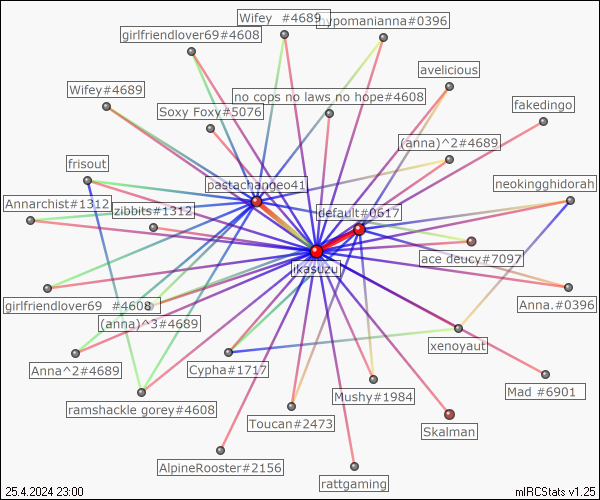 Wifey  #4689
hypomanianna#0396
girlfriendlover69#4608
avelicious
Wifey#4689
no cops no laws no hope#4608
Soxy Foxy#5076
fakedingo
(anna)^2#4689
frisout
pastachangeo41
neokingghidorah
Annarchist#1312
zibbits#1312
default#0617
ace deucy#7097
ikasuzu
girlfriendlover69  #4608
Anna.#0396
(anna)^3#4689
xenoyaut
Anna^2#4689
Cypha#1717
Mad #6901
Mushy#1984
ramshackle gorey#4608
Toucan#2473
Skalman
AlpineRooster#2156
rattgaming
25.4.2024 23:00
mIRCStats v1.25